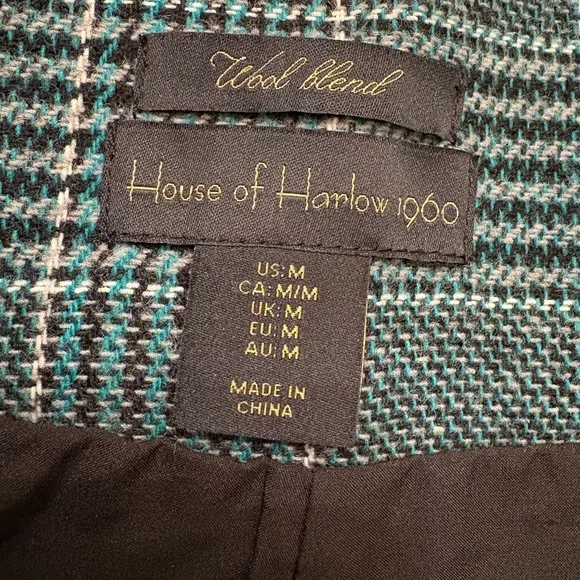 Wool blend
House of Harlow 1960
US: M
CA: M/M
UK: M
EU: M
AU: M
MADE IN
CHINA